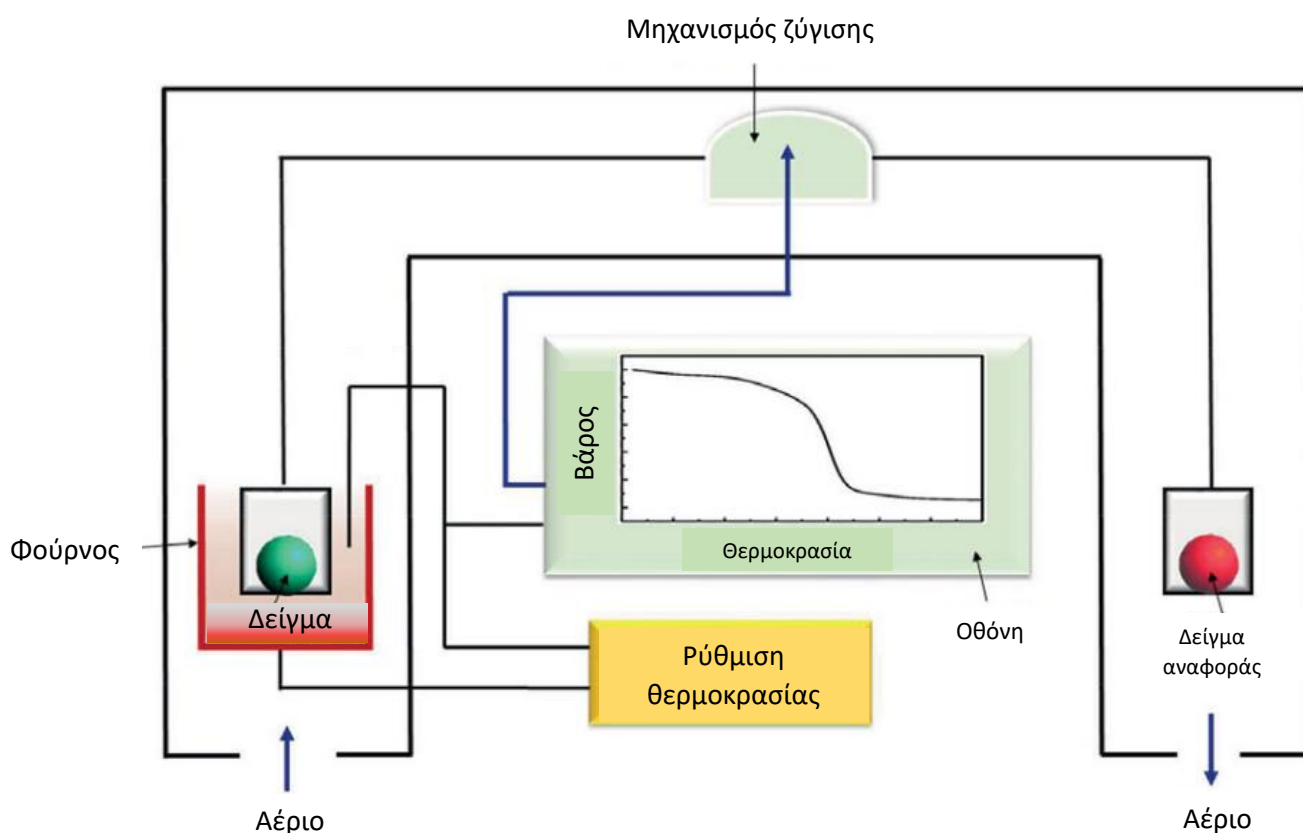 Μηχανισμός ζύγισης
Βάρος
Θερμοκρασία
Φούρνος
Δείγμα
Οθόνη
Ρύθμιση
θερμοκρασίας
Δείγμα
αναφοράς
Αέριο
Αέριο